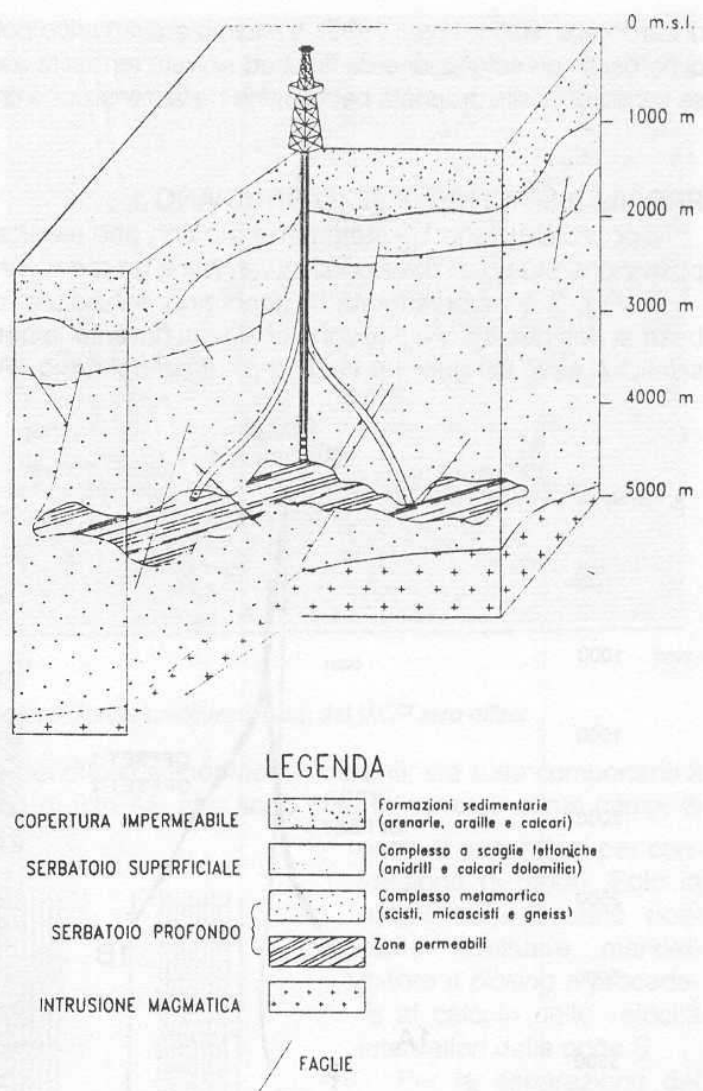 0 m.s.l.
1000 m
2000 m
3000 m
4000 m
5000 m
LEGENDA
COPERTURA IMPERMEABILE
Formazioni sedimentarie
(arenarie, argille e calcari)
SERBATOIO SUPERFICIALE
Complesso a scaglie tettoniche
(anidriti e calcari dolomitici)
SERBATOIO PROFONDO
Complesso metamorfico
(scisti, micascisti e gneiss)
Zone permeabili
INTRUSIONE MAGMATICA
FAGLIE